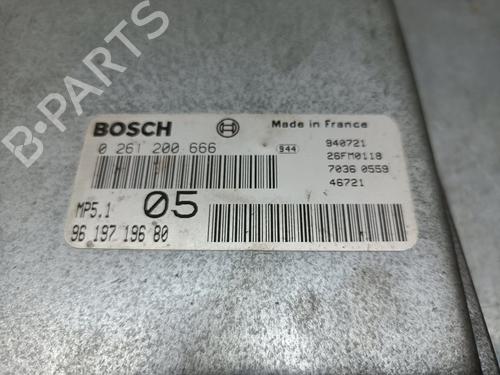 BOSCH
Made in France
0 261 200 666
944
940721
26FM0118
7036 0559
46721
MP5.1
05
96 197 196 80
B-Parts